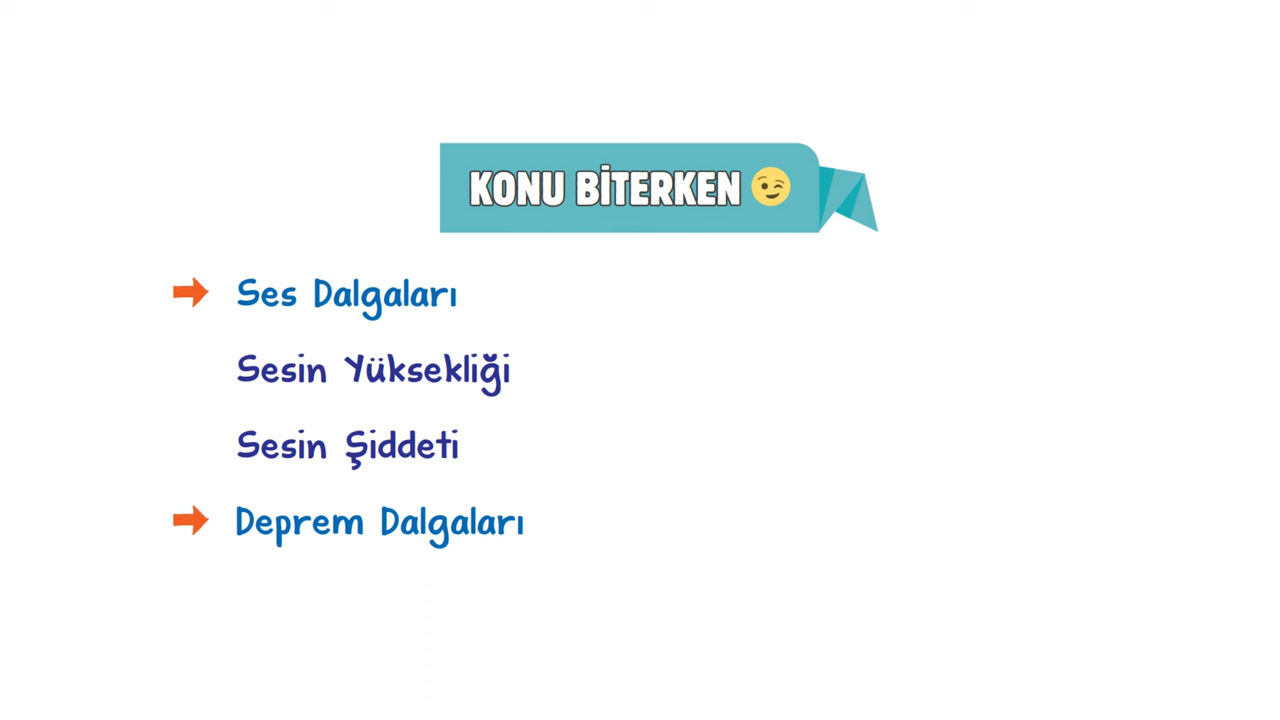 KONU BİTERKEN
Ses Dalgaları
Sesin Yüksekliği
Sesin Şiddeti
Deprem Dalgaları